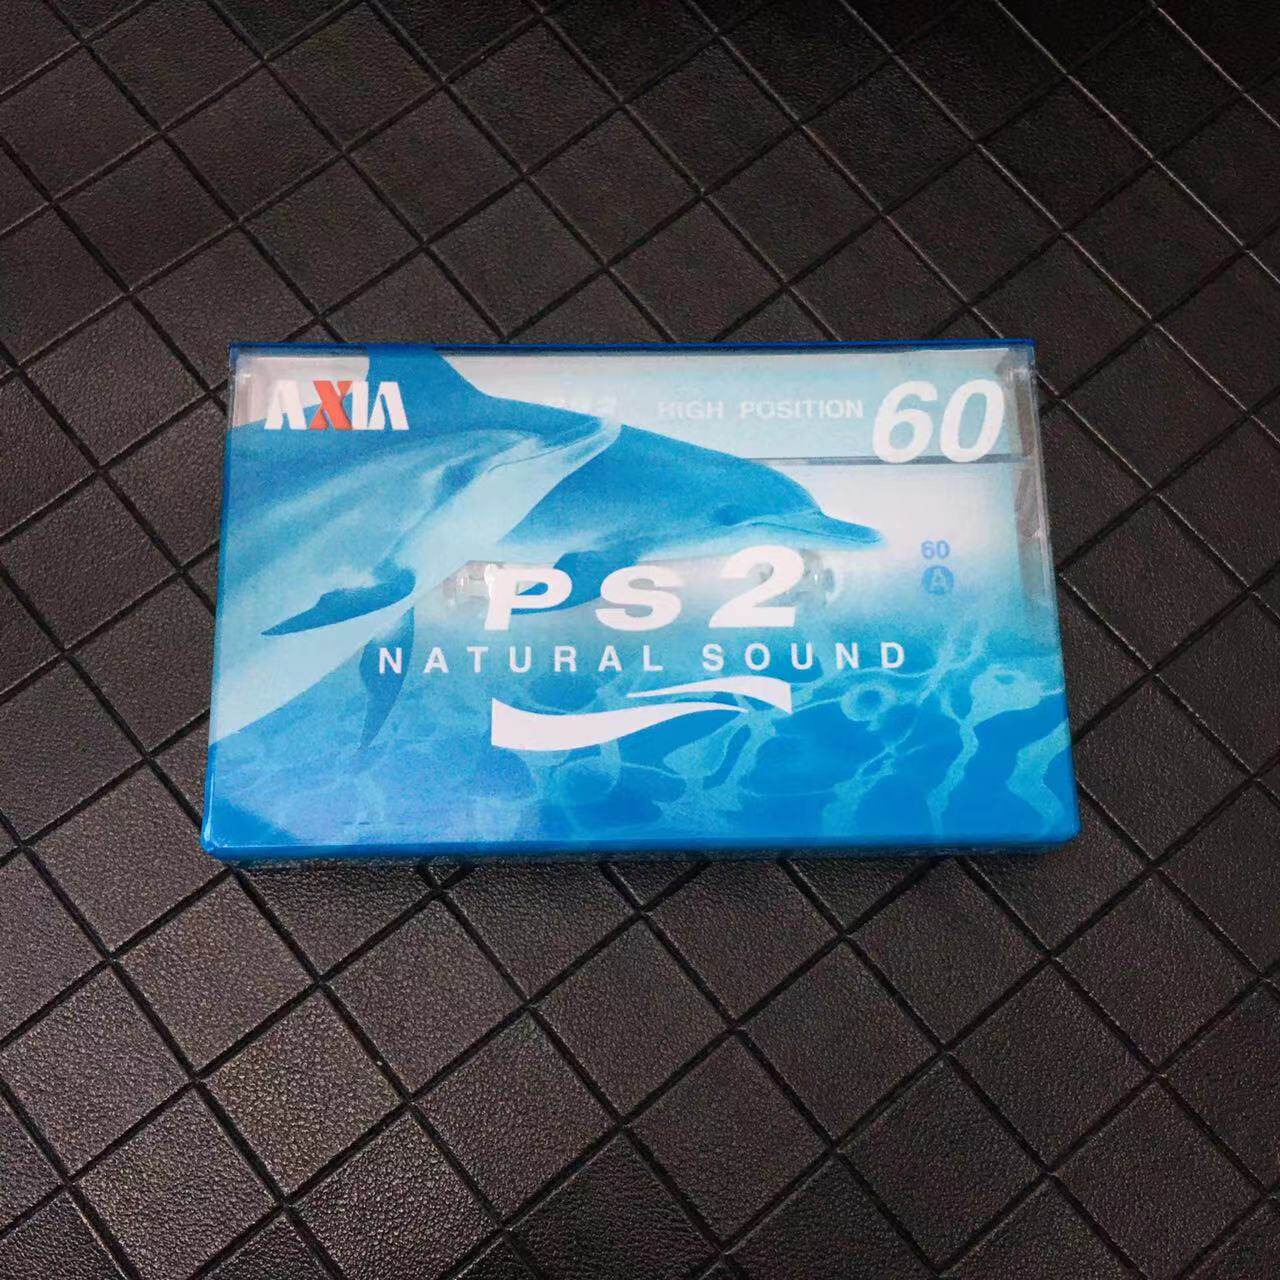 AXIA
HIGH POSITION 60
60
A
PS2
NATURAL SOUND